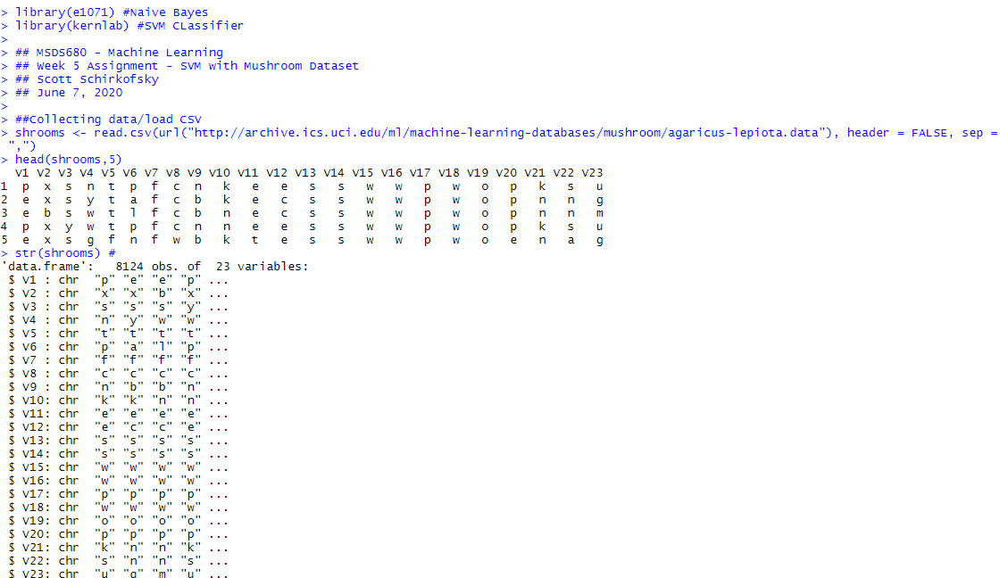 > library(e1071) #Naive Bayes
> library(kernlab) #SVM CLassifier
>
> ## MSDS680 - Machine Learning
> ## Week 5 Assignment - SVM with Mushroom Dataset
> ## Scott Schirkofsky
> ## June 7, 2020
>
> ##Collecting data/load CSV
> shrooms <- read.csv(url("http://archive.ics.uci.edu/ml/machine-learning-databases/mushroom/agaricus-lepiota.data"), header = FALSE, sep =
",")
> head(shrooms,5)
V1 V2 V3 V4 V5 V6 V7 V8 V9 V10 V11 V12 V13 V14 V15 V16 V17 V18 V19 V20 V21 V22 V23
1 p x s n t p f c n k e e s s w w p w o p k s u
2 e x s y t a f c b k e c s s w w p w o p n n g
3 e b s w t l f c b n e c s s w w p w o p n n m
4 p x y w t p f c n n e e s s w w p w o p k s u
5 e x s g f n f w b k t e s s w w p w o e n a g
> str(shrooms) #
'data.frame': 8124 obs. of 23 variables:
$ V1 : chr "p" "e" "e" "p" ...
$ V2 : chr "x" "x" "b" "x" ...
$ V3 : chr "s" "s" "s" "y" ...
$ V4 : chr "n" "y" "w" "w" ...
$ V5 : chr "t" "t" "t" "t" ...
$ V6 : chr "p" "a" "l" "p" ...
$ V7 : chr "f" "f" "f" "f" ...
$ V8 : chr "c" "c" "c" "c" ...
$ V9 : chr "n" "b" "b" "n" ...
$ V10: chr "k" "k" "n" "n" ...
$ V11: chr "e" "e" "e" "e" ...
$ V12: chr "e" "c" "c" "e" ...
$ V13: chr "s" "s" "s" "s" ...
$ V14: chr "s" "s" "s" "s" ...
$ V15: chr "w" "w" "w" "w" ...
$ V16: chr "w" "w" "w" "w" ...
$ V17: chr "p" "p" "p" "p" ...
$ V18: chr "w" "w" "w" "w" ...
$ V19: chr "o" "o" "o" "o" ...
$ V20: chr "p" "p" "p" "p" ...
$ V21: chr "k" "n" "n" "k" ...
$ V22: chr "s" "n" "n" "s" ...
$ V23: chr "u" "g" "m" "u" ...